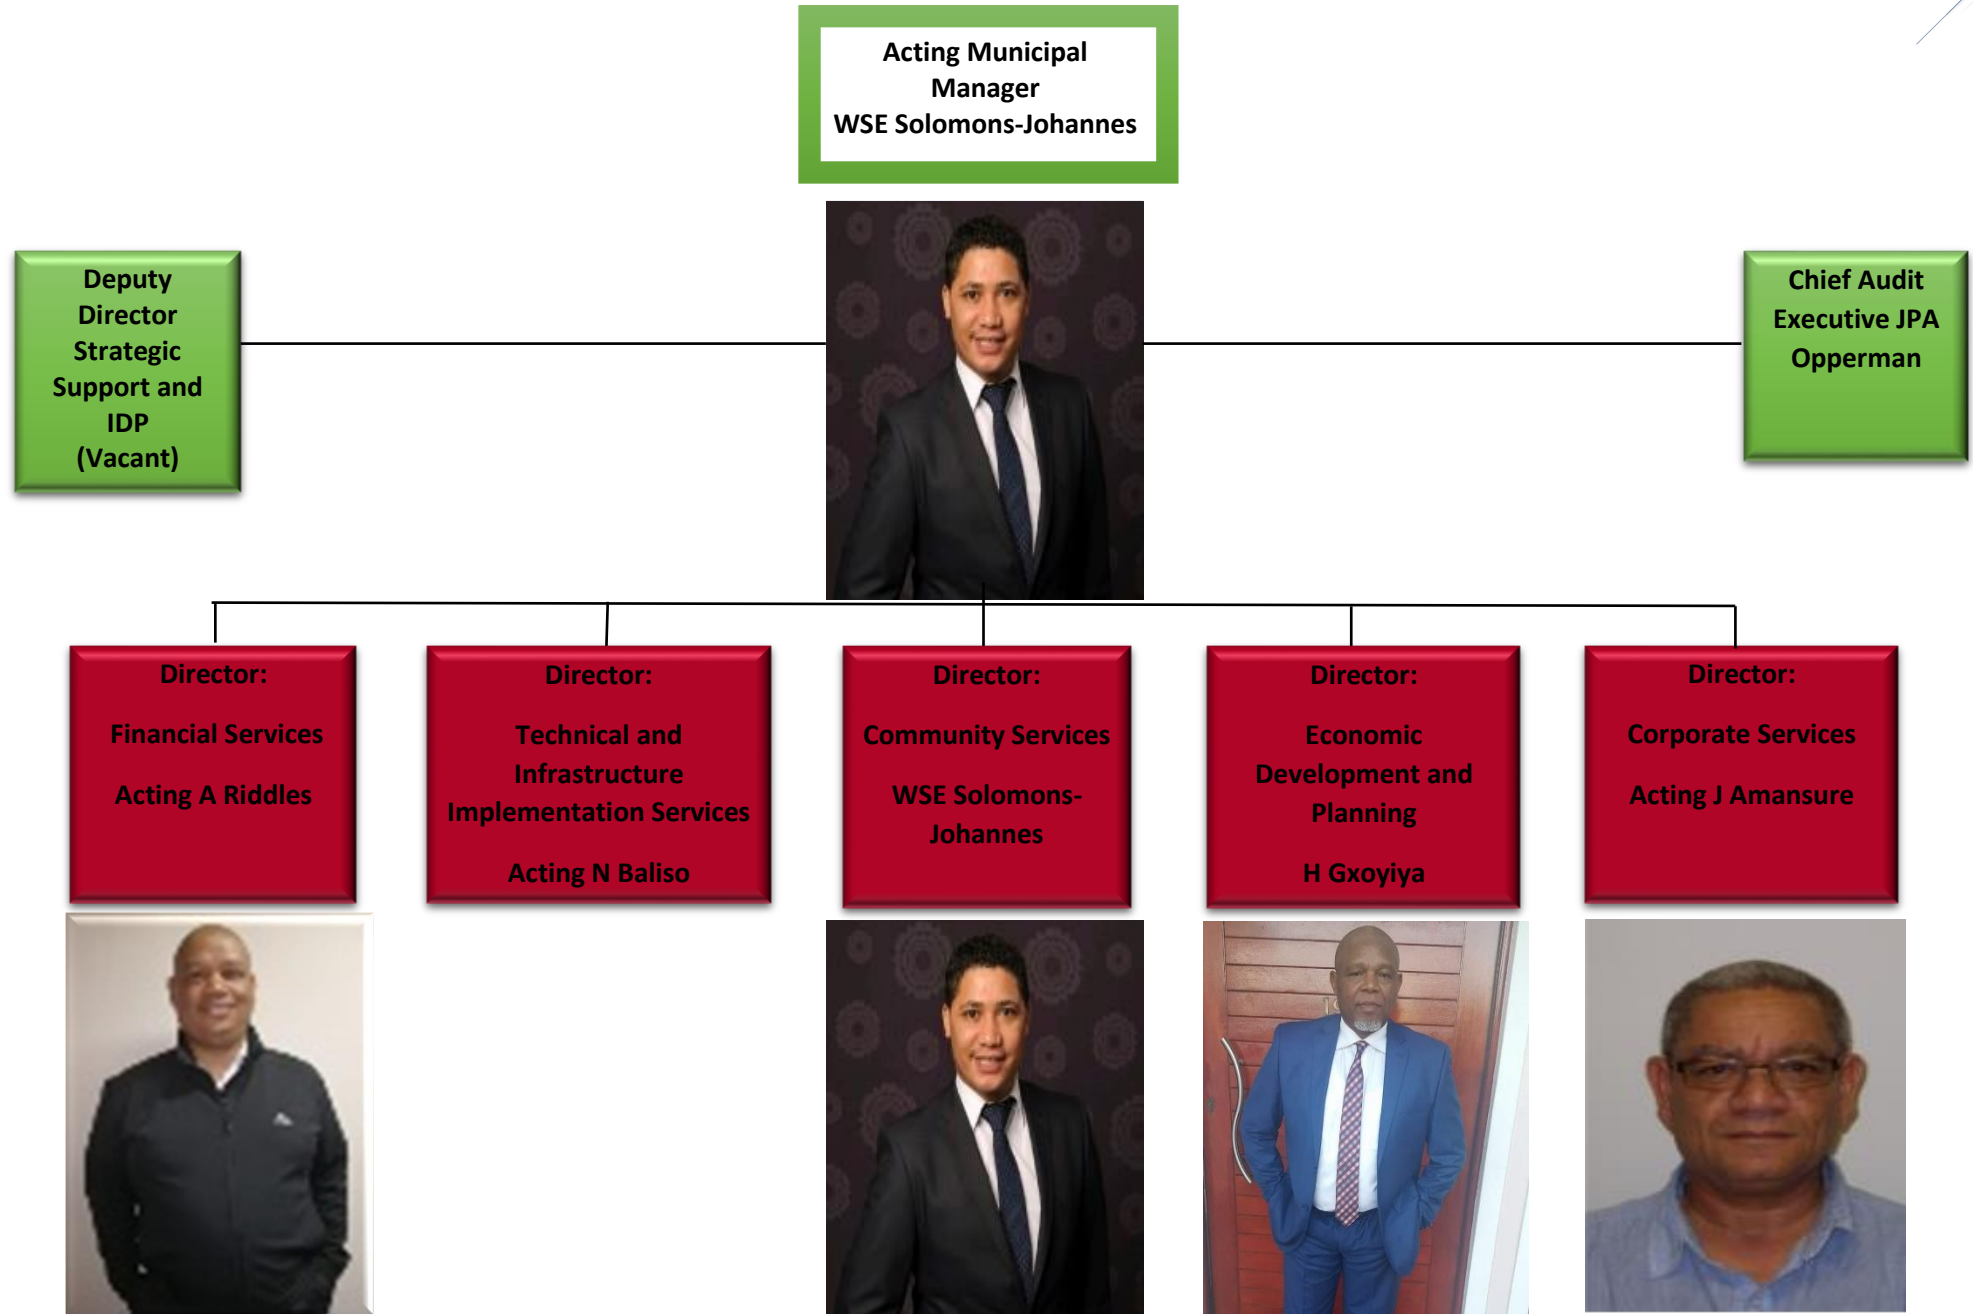 Acting Municipal
Manager
WSE Solomons-Johannes
Deputy
Director
Strategic
Support and
IDP
(Vacant)
Chief Audit
Executive JPA
Opperman
Director:
Financial Services
Acting A Riddles
Director:
Technical and
Infrastructure
Implementation Services
Acting N Baliso
Director:
Community Services
WSE Solomons-
Johannes
Director:
Economic
Development and
Planning
H Gxoyiya
Director:
Corporate Services
Acting J Amansure